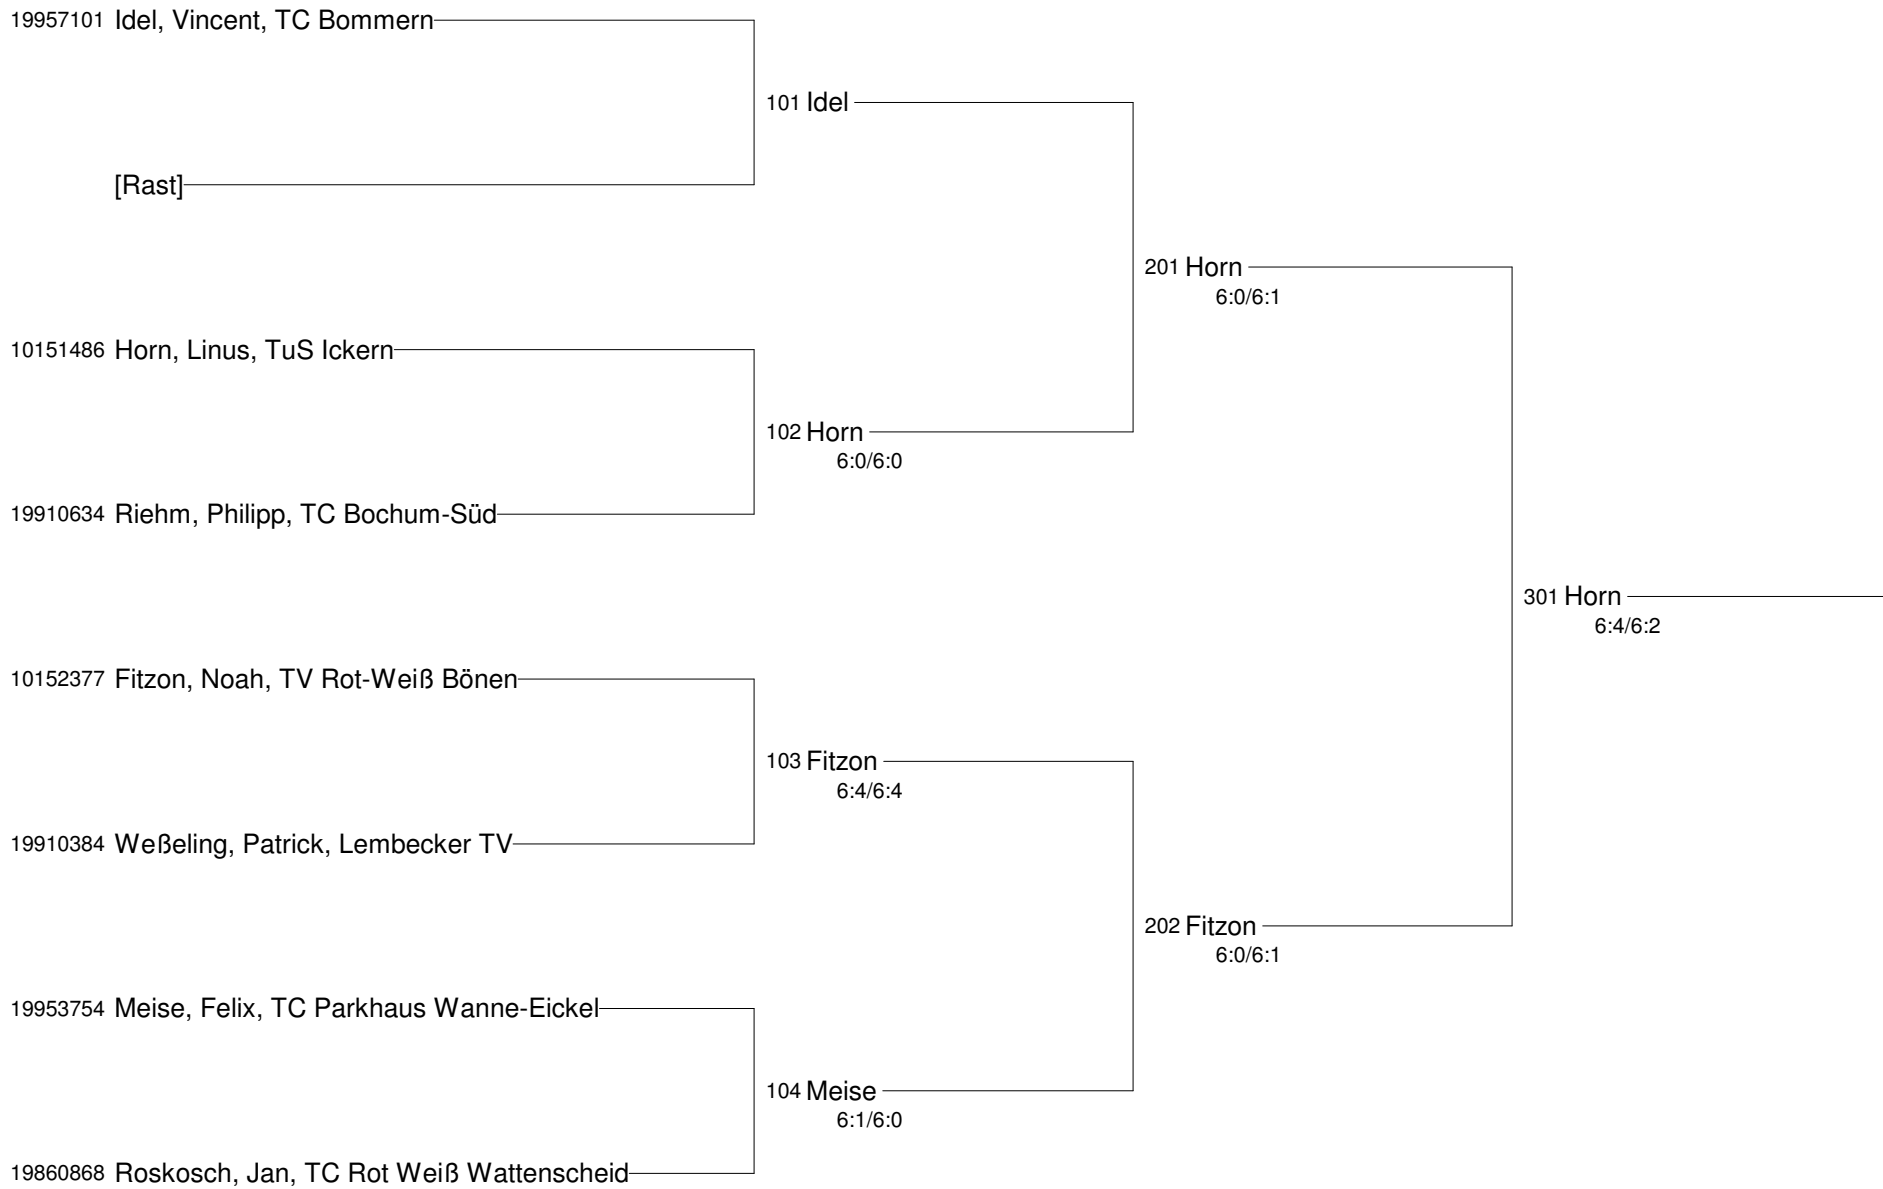 19957101 Idel, Vincent, TC Bommern
101 Idel
[Rast]
201 Horn
6:0/6:1
10151486 Horn, Linus, TuS Ickern
102 Horn
6:0/6:0
19910634 Riehm, Philipp, TC Bochum-Süd
301 Horn
6:4/6:2
10152377 Fitzon, Noah, TV Rot-Weiß Bönen
103 Fitzon
6:4/6:4
19910384 Weßeling, Patrick, Lembecker TV
202 Fitzon
6:0/6:1
19953754 Meise, Felix, TC Parkhaus Wanne-Eickel
104 Meise
6:1/6:0
19860868 Roskosch, Jan, TC Rot Weiß Wattenscheid